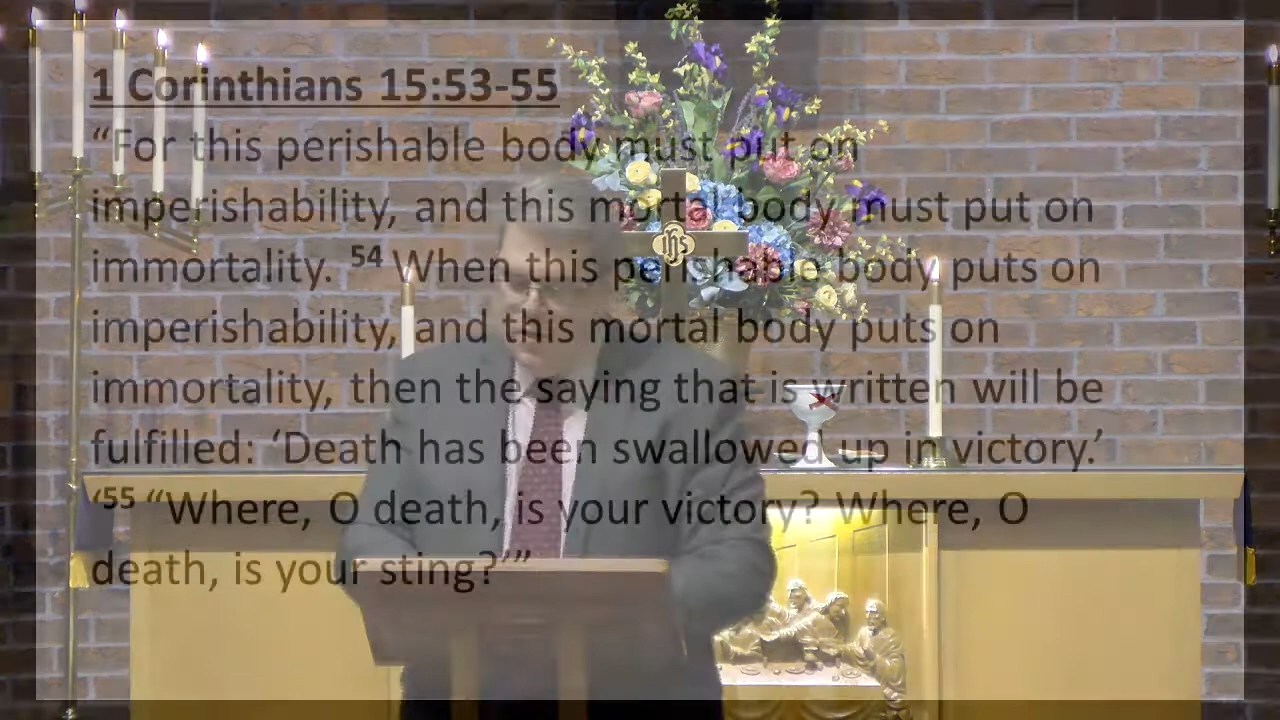 1 Corinthians 15:53-55
“For this perishable body must put on
imperishability, and this mortal body must put on
immortality. 54 When this perishable body puts on
imperishability, and this mortal body puts on
immortality, then the saying that is written will be
fulfilled: ‘Death has been swallowed up in victory.’
‘55 “Where, O death, is your victory? Where, O
death, is your sting?’”
ihs